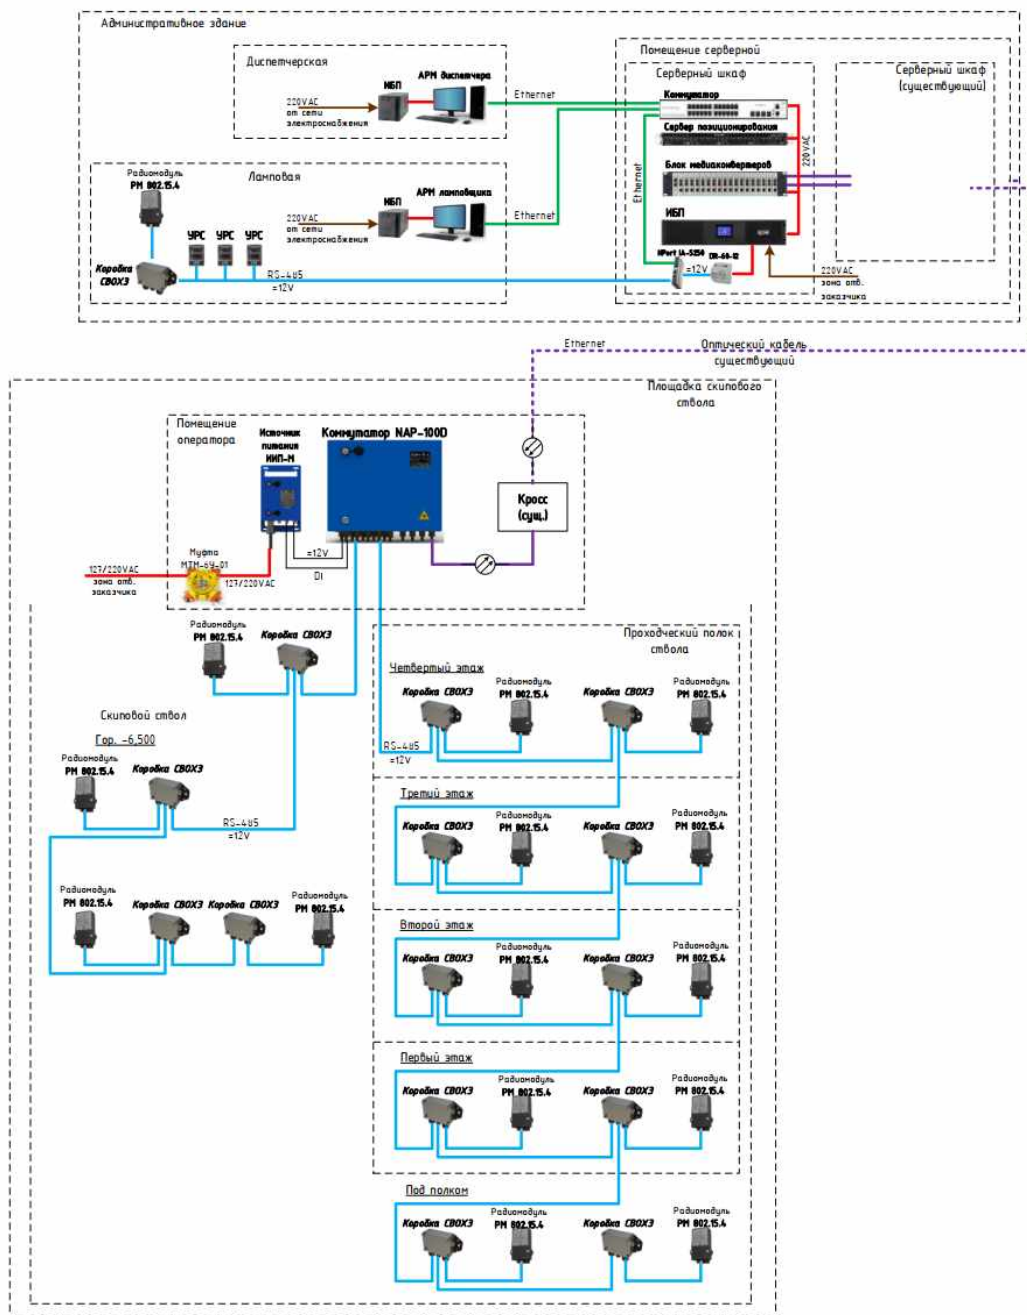 Административное здание
Диспетчерская
ИБП
АРМ диспетчера
220VAC
от сети
электроснабжения
Ethernet
Помещение серверной
Серверный шкаф
Коммутатор
Сервер позиционирования
220VAC
Блок медиаконвертеров
Ethernet
ИБП
NPort IA-5250
DR-60-12
=12V
220VAC
зона отв.
заказчика
Серверный шкаф
(существующий)
Ламповая
Радиомодуль
РМ 802.15.4
ИБП
АРМ ламповщика
220VAC
от сети
электроснабжения
Ethernet
УРС
УРС
УРС
Коробка
СВОХ3
RS-485
=12V
Ethernet
Оптический кабель
существующий
Площадка скипового
ствола
Помещение
оператора
Источник
питания
ИИП-М
Коммутатор NAP-100D
Кросс
(сущ.)
=12V
DI
Муфта
МТМ-6У-01
127/220VAC
зона отв.
заказчика
127/220VAC
Радиомодуль
РМ 802.15.4
Коробка СВОХ3
Скиповой ствол
Гор. -6,500
Радиомодуль
РМ 802.15.4
Коробка СВОХ3
RS-485
=12V
Радиомодуль
РМ 802.15.4
Коробка СВОХ3
Коробка СВОХ3
Радиомодуль
РМ 802.15.4
Проходческий полок
ствола
Четвертый этаж
Коробка СВОХ3
Радиомодуль
РМ 802.15.4
Коробка СВОХ3
Радиомодуль
РМ 802.15.4
RS-485
=12V
Третий этаж
Коробка СВОХ3
Радиомодуль
РМ 802.15.4
Коробка СВОХ3
Радиомодуль
РМ 802.15.4
Второй этаж
Коробка СВОХ3
Радиомодуль
РМ 802.15.4
Коробка СВОХ3
Радиомодуль
РМ 802.15.4
Первый этаж
Коробка СВОХ3
Радиомодуль
РМ 802.15.4
Коробка СВОХ3
Радиомодуль
РМ 802.15.4
Под полком
Коробка СВОХ3
Радиомодуль
РМ 802.15.4
Коробка СВОХ3
Радиомодуль
РМ 802.15.4